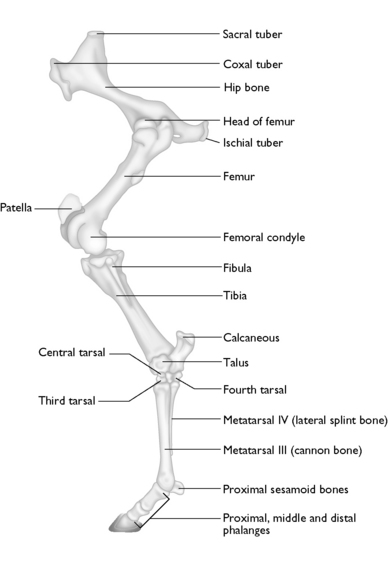 Sacral tuber
Coxal tuber
Hip bone
Head of femur
Ischial tuber
Femur
Patella
Femoral condyle
Fibula
Tibia
Calcaneous
Central tarsal
Talus
Fourth tarsal
Third tarsal
Metatarsal IV (lateral splint bone)
Metatarsal III (cannon bone)
Proximal sesamoid bones
Proximal, middle and distal
phalanges